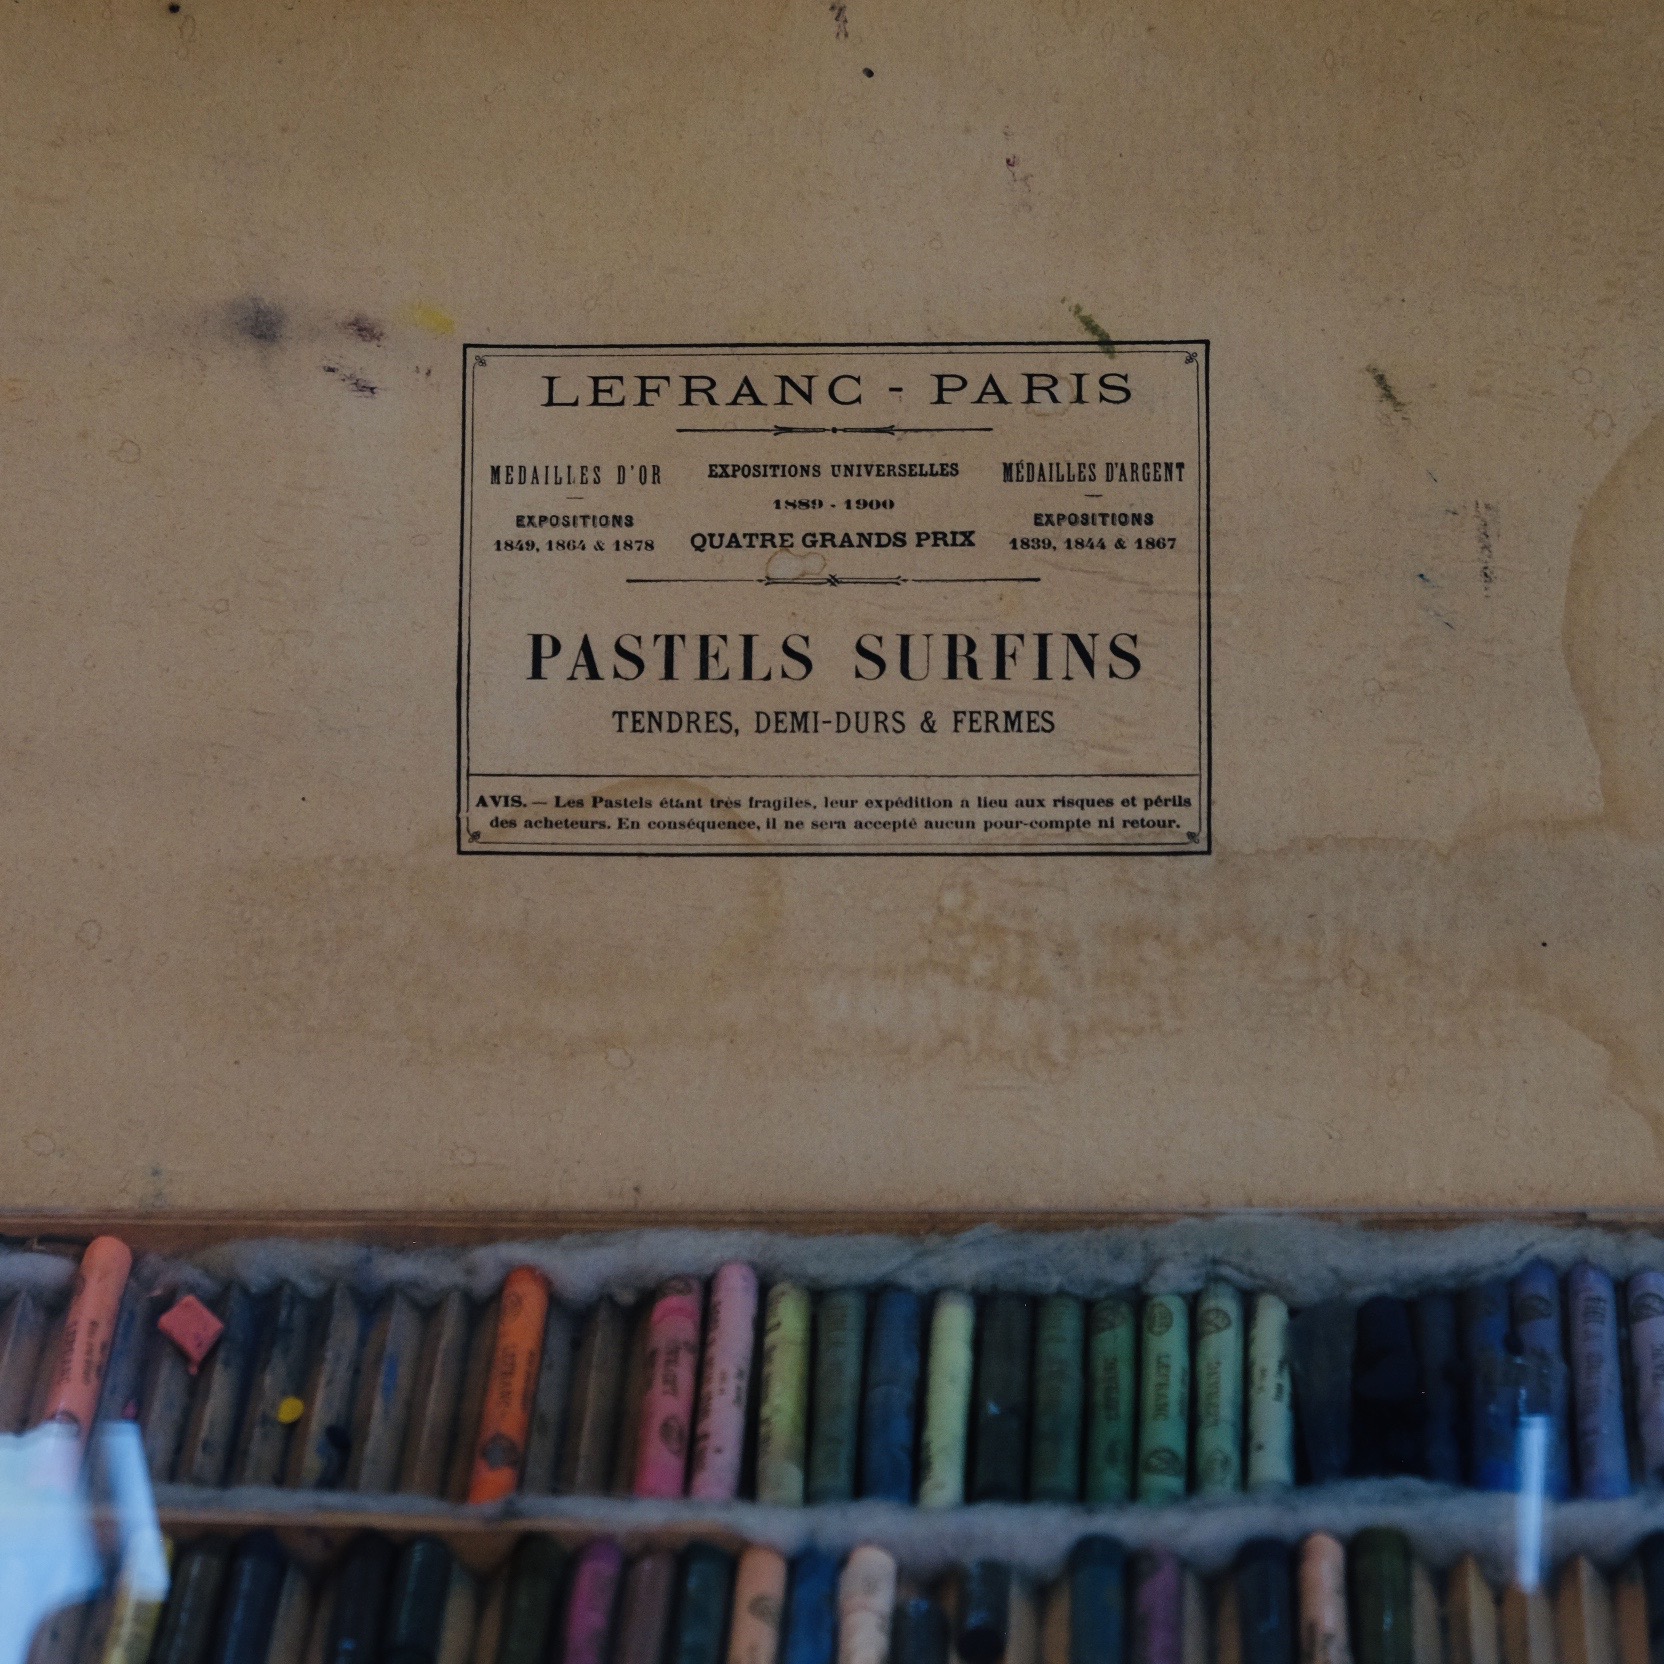 LEFRANC - PARIS
MEDAILLES D'OR
EXPOSITIONS
1849, 1864 & 1878
EXPOSITIONS UNIVERSELLES
1889 - 1900
QUATRE GRANDS PRIX
MÉDAILLES D'ARGENT
EXPOSITIONS
1839, 1844 & 1867
PASTELS SURFINS
TENDRES, DEMI-DURS & FERMES
AVIS. — Les Pastels étant très fragiles, leur expédition a lieu aux risques et périls
des acheteurs. En conséquence, il ne sera accepté aucun pour-compte ni retour.
LEFRANC
LEFRANC